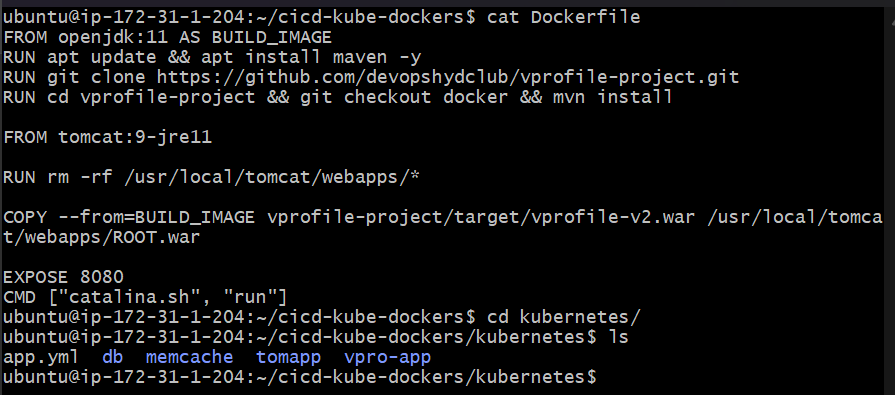 ubuntu@ip-172-31-1-204:~/cicd-kube-dockers$ cat Dockerfile
FROM openjdk:11 AS BUILD_IMAGE
RUN apt update && apt install maven -y
RUN git clone https://github.com/devopshydclub/vprofile-project.git
RUN cd vprofile-project && git checkout docker && mvn install
FROM tomcat:9-jre11
RUN rm -rf /usr/local/tomcat/webapps/*
COPY --from=BUILD_IMAGE vprofile-project/target/vprofile-v2.war /usr/local/tomca
t/webapps/ROOT.war
EXPOSE 8080
CMD ["catalina.sh", "run"]
ubuntu@ip-172-31-1-204:~/cicd-kube-dockers$ cd kubernetes/
ubuntu@ip-172-31-1-204:~/cicd-kube-dockers/kubernetes$ ls
app.yml  db  memcache  tomapp  vpro-app
ubuntu@ip-172-31-1-204:~/cicd-kube-dockers/kubernetes$